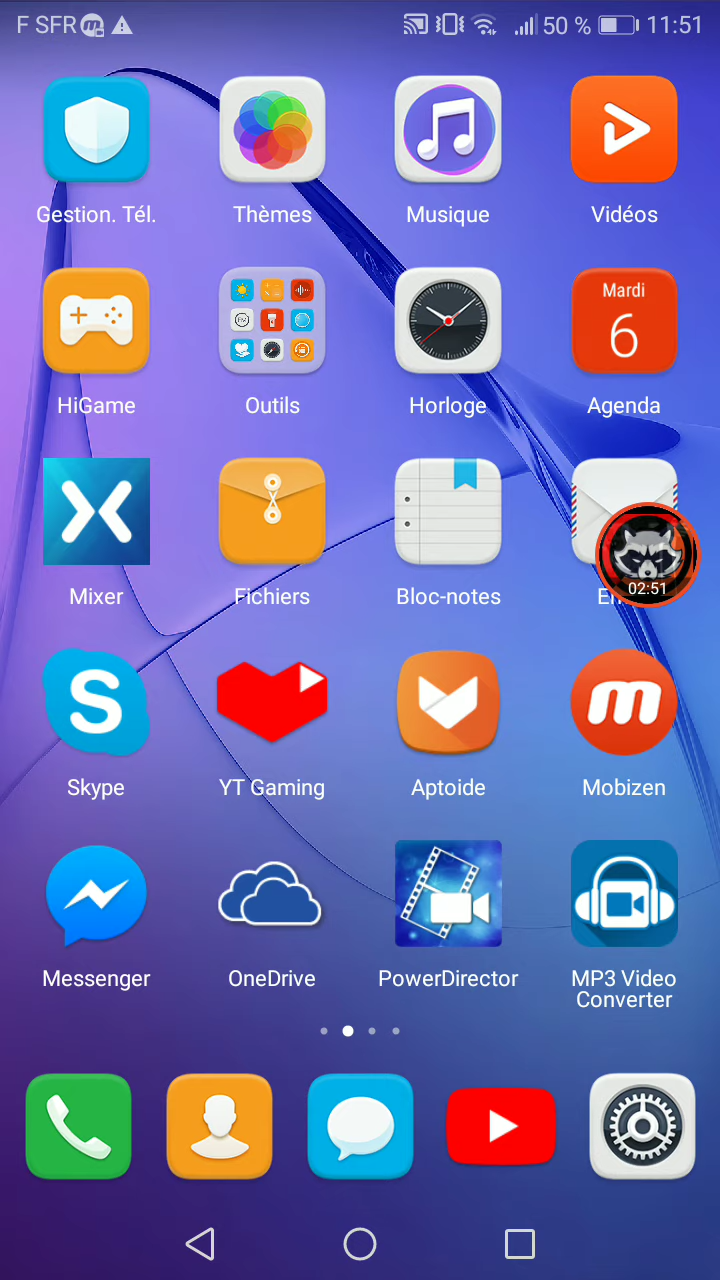 F SFR 50 % 11:51
Gestion. Tél. Thèmes Musique Vidéos
Mardi
6
HiGame Outils Horloge Agenda
Mixer Fichiers Bloc-notes
02:51
Skype YT Gaming Aptoide Mobizen
Messenger OneDrive PowerDirector MP3 Video
Converter